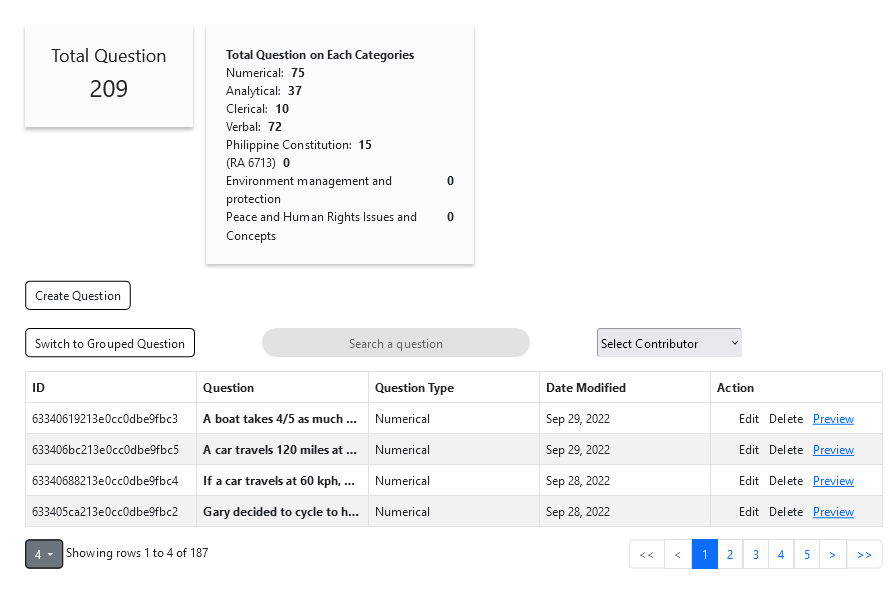 Total Question
209
Total Question on Each Categories
Numerical: 75
Analytical: 37
Clerical: 10
Verbal: 72
Philippine Constitution: 15
(RA 6713) 0
Environment management and 0
protection
Peace and Human Rights Issues and 0
Concepts
Create Question
Switch to Grouped Question Search a question Select Contributor
ID Question Question Type Date Modified Action
63340619213e0cc0dbe9fbc3 A boat takes 4/5 as much ... Numerical Sep 29, 2022 Edit Delete Preview
633406bc213e0cc0dbe9fbc5 A car travels 120 miles at ... Numerical Sep 29, 2022 Edit Delete Preview
63340688213e0cc0dbe9fbc4 If a car travels at 60 kph, ... Numerical Sep 28, 2022 Edit Delete Preview
633405ca213e0cc0dbe9fbc2 Gary decided to cycle to h... Numerical Sep 28, 2022 Edit Delete Preview
4 Showing rows 1 to 4 of 187 << < 1 2 3 4 5 > >>